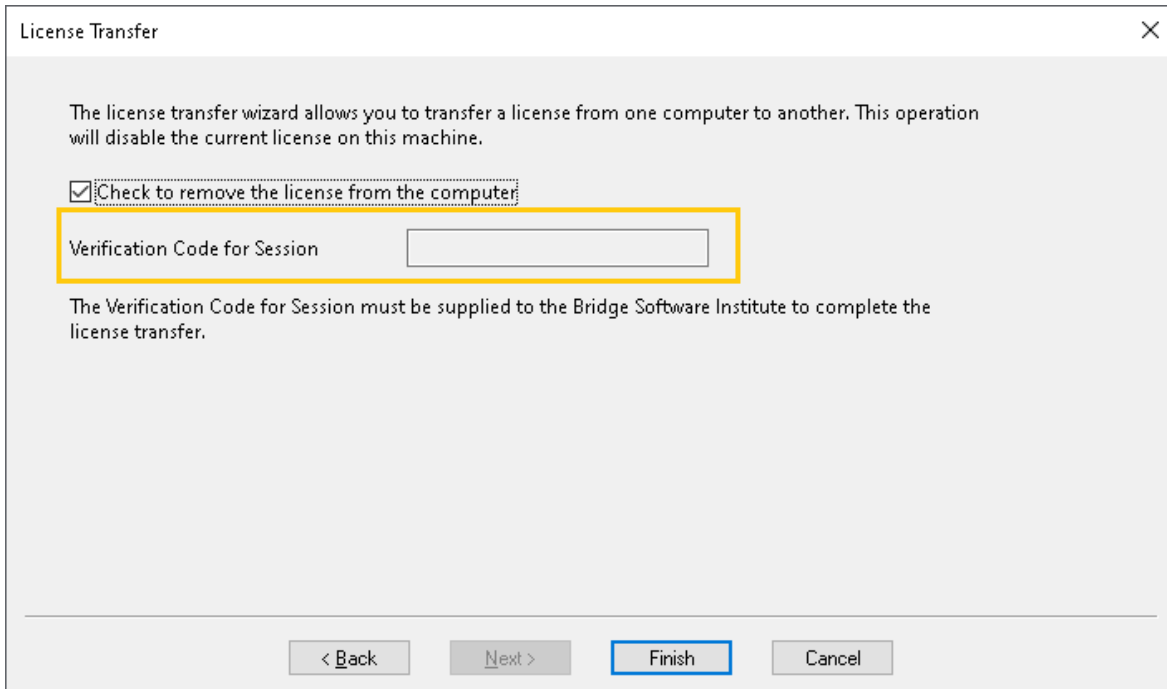 License Transfer
The license transfer wizard allows you to transfer a license from one computer to another. This operation
will disable the current license on this machine.
Check to remove the license from the computer
Verification Code for Session
The Verification Code for Session must be supplied to the Bridge Software Institute to complete the
license transfer.
< Back
Next >
Finish
Cancel